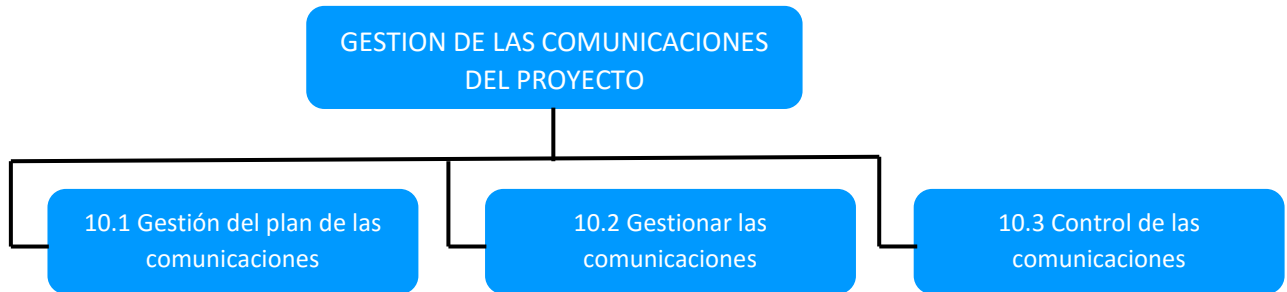 GESTION DE LAS COMUNICACIONES
DEL PROYECTO
10.1 Gestión del plan de las
comunicaciones
10.2 Gestionar las
comunicaciones
10.3 Control de las
comunicaciones